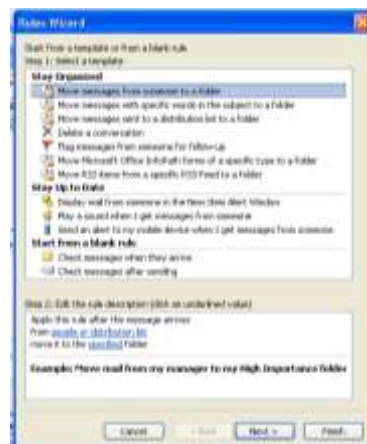 Rules Wizard
Start from a template or from a blank rule
Step 1: Select a template
Stay Organized
Move messages from someone to a folder
Move messages with specific words in the subject to a folder
Move messages sent to a distribution list to a folder
Delete a conversation
Flag messages from someone for follow-up
Move Microsoft Office InfoPath forms of a specific type to a folder
Move RSS items from a specific RSS Feed to a folder
Stay Up to Date
Display mail from someone in the New Item Alert Window
Play a sound when I get messages from someone
Send an alert to my mobile device when I get messages from someone
Start from a blank rule
Check messages when they arrive
Check messages after sending
Step 2: Edit the rule description (click an underlined value)
Apply this rule after the message arrives
from people or distribution list
move it to the specified folder
Example: Move mail from my manager to my High Importance folder
Cancel < Back Next > Finish